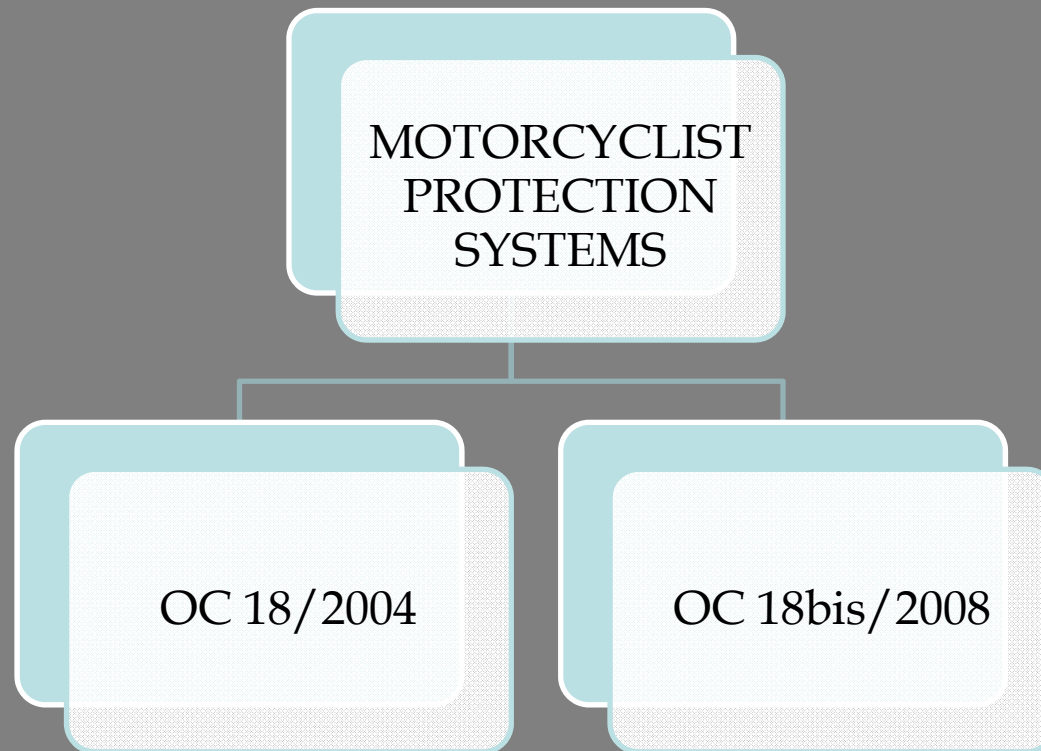 MOTORCYCLIST
PROTECTION
SYSTEMS
OC 18/2004
OC 18bis/2008